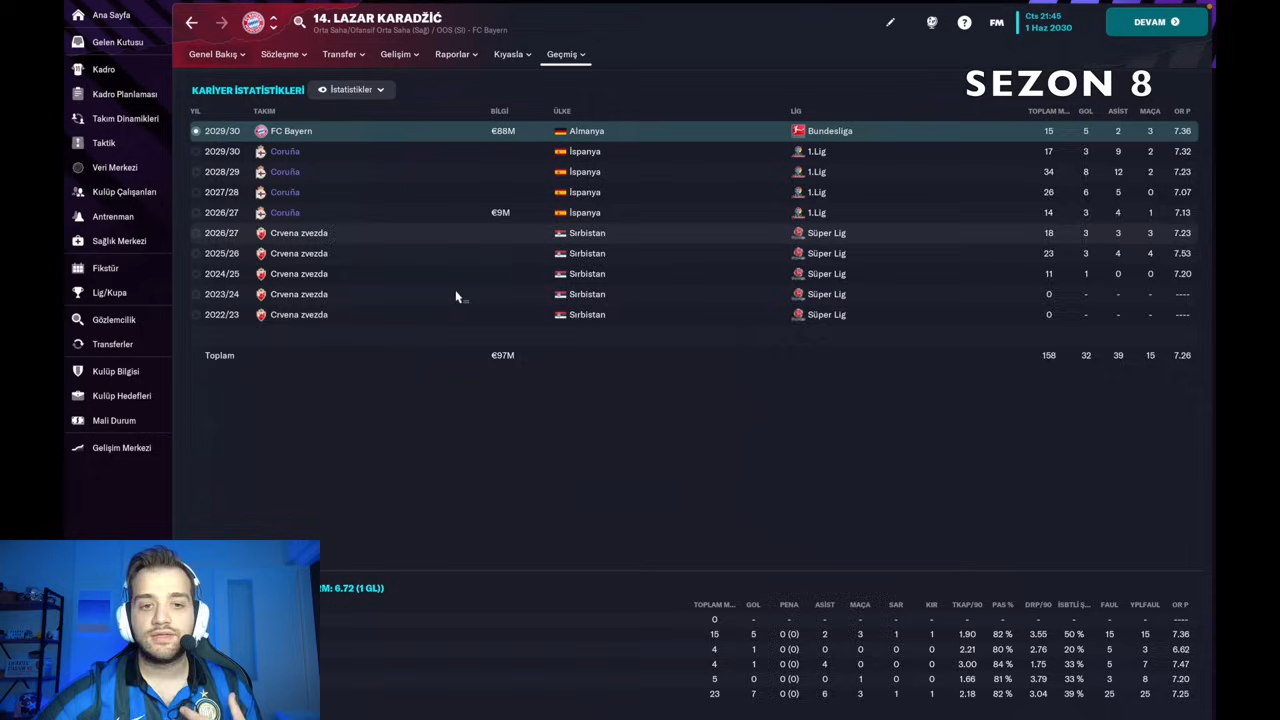 Ana Sayfa
Gelen Kutusu
Kadro
Kadro Planlaması
Takım Dinamikleri
Taktik
Veri Merkezi
Kulüp Çalışanları
Antrenman
Sağlık Merkezi
Fikstür
Lig/Kupa
Gözlemcilik
Transferler
Kulüp Bilgisi
Kulüp Hedefleri
Mali Durum
Gelişim Merkezi
14. LAZAR KARADŽIĆ
Orta Saha/Ofansif Orta Saha (Sağ) / OOS (Sl) - FC Bayern
FM
Cts 21:45
1 Haz 2030
DEVAM
Genel Bakış Sözleşme Transfer Gelişim Raporlar Kıyasla Geçmiş
SEZON 8
KARİYER İSTATİSTİKLERİ İstatistikler
YIL TAKIM BİLGİ ÜLKE LİG TOPLAM M... GOL ASİST MAÇA OR P
2029/30 FC Bayern €88M Almanya Bundesliga 15 5 2 3 7.36
2029/30 Coruña İspanya 1.Lig 17 3 9 2 7.32
2028/29 Coruña İspanya 1.Lig 34 8 12 2 7.23
2027/28 Coruña İspanya 1.Lig 26 6 5 0 7.07
2026/27 Coruña €9M İspanya 1.Lig 14 3 4 1 7.13
2026/27 Crvena zvezda Sırbistan Süper Lig 18 3 3 3 7.23
2025/26 Crvena zvezda Sırbistan Süper Lig 23 3 4 4 7.53
2024/25 Crvena zvezda Sırbistan Süper Lig 11 1 0 0 7.20
2023/24 Crvena zvezda Sırbistan Süper Lig 0 - - - ----
2022/23 Crvena zvezda Sırbistan Süper Lig 0 - - - ----
Toplam €97M 158 32 39 15 7.26
RM: 6.72 (1 GL))
TOPLAM M... GOL PENA ASİST MAÇA SAR KIR TKAP/90 PAS % DRP/90 İSBTLİ Ş... FAUL YPLFAUL OR P
0 - - - - - - - - - - - - ----
15 5 0 (0) 2 3 1 1 1.90 82 % 3.55 50 % 15 15 7.36
4 1 0 (0) 0 0 0 0 2.21 80 % 2.76 20 % 5 3 6.62
1 0 (0) 4 0 0 0 3.00 84 % 1.75 33 % 5 7 7.47
5 0 0 (0) 0 1 0 0 1.66 81 % 3.79 33 % 3 8 7.20
23 7 0 (0) 6 3 1 1 2.18 82 % 3.04 39 % 25 25 7.25